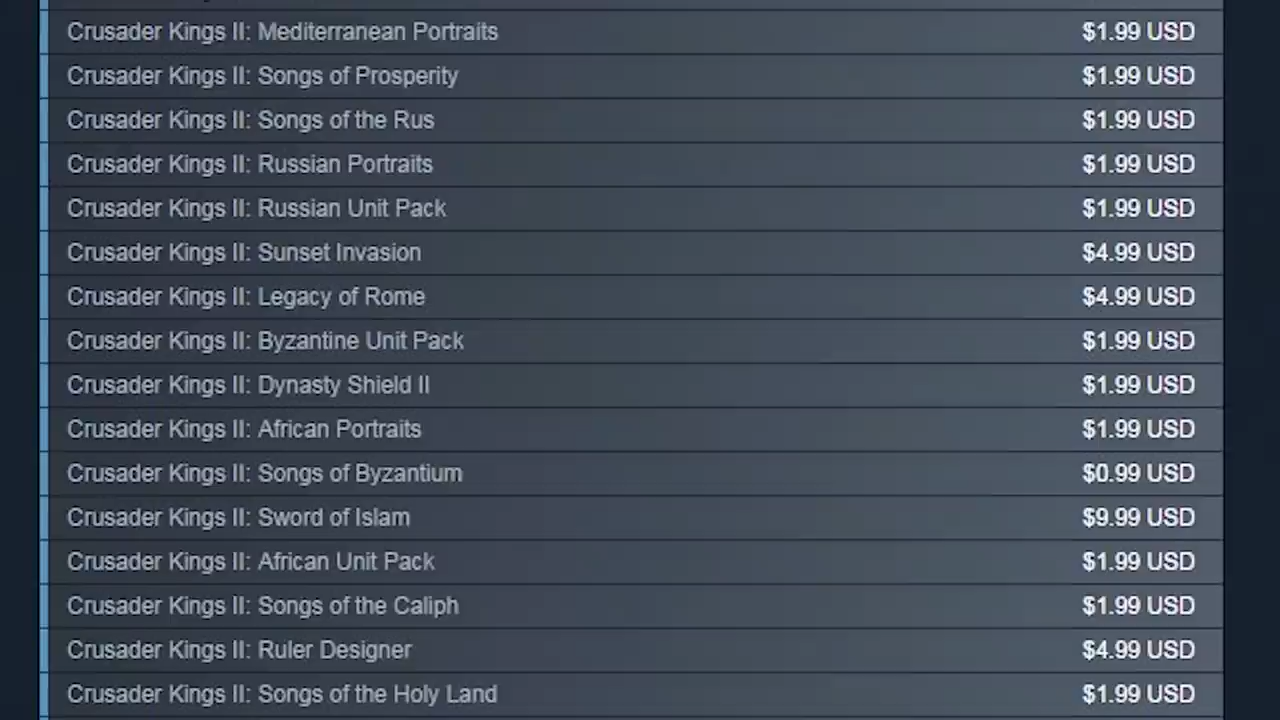 Crusader Kings II: Mediterranean Portraits $1.99 USD
Crusader Kings II: Songs of Prosperity $1.99 USD
Crusader Kings II: Songs of the Rus $1.99 USD
Crusader Kings II: Russian Portraits $1.99 USD
Crusader Kings II: Russian Unit Pack $1.99 USD
Crusader Kings II: Sunset Invasion $4.99 USD
Crusader Kings II: Legacy of Rome $4.99 USD
Crusader Kings II: Byzantine Unit Pack $1.99 USD
Crusader Kings II: Dynasty Shield II $1.99 USD
Crusader Kings II: African Portraits $1.99 USD
Crusader Kings II: Songs of Byzantium $0.99 USD
Crusader Kings II: Sword of Islam $9.99 USD
Crusader Kings II: African Unit Pack $1.99 USD
Crusader Kings II: Songs of the Caliph $1.99 USD
Crusader Kings II: Ruler Designer $4.99 USD
Crusader Kings II: Songs of the Holy Land $1.99 USD